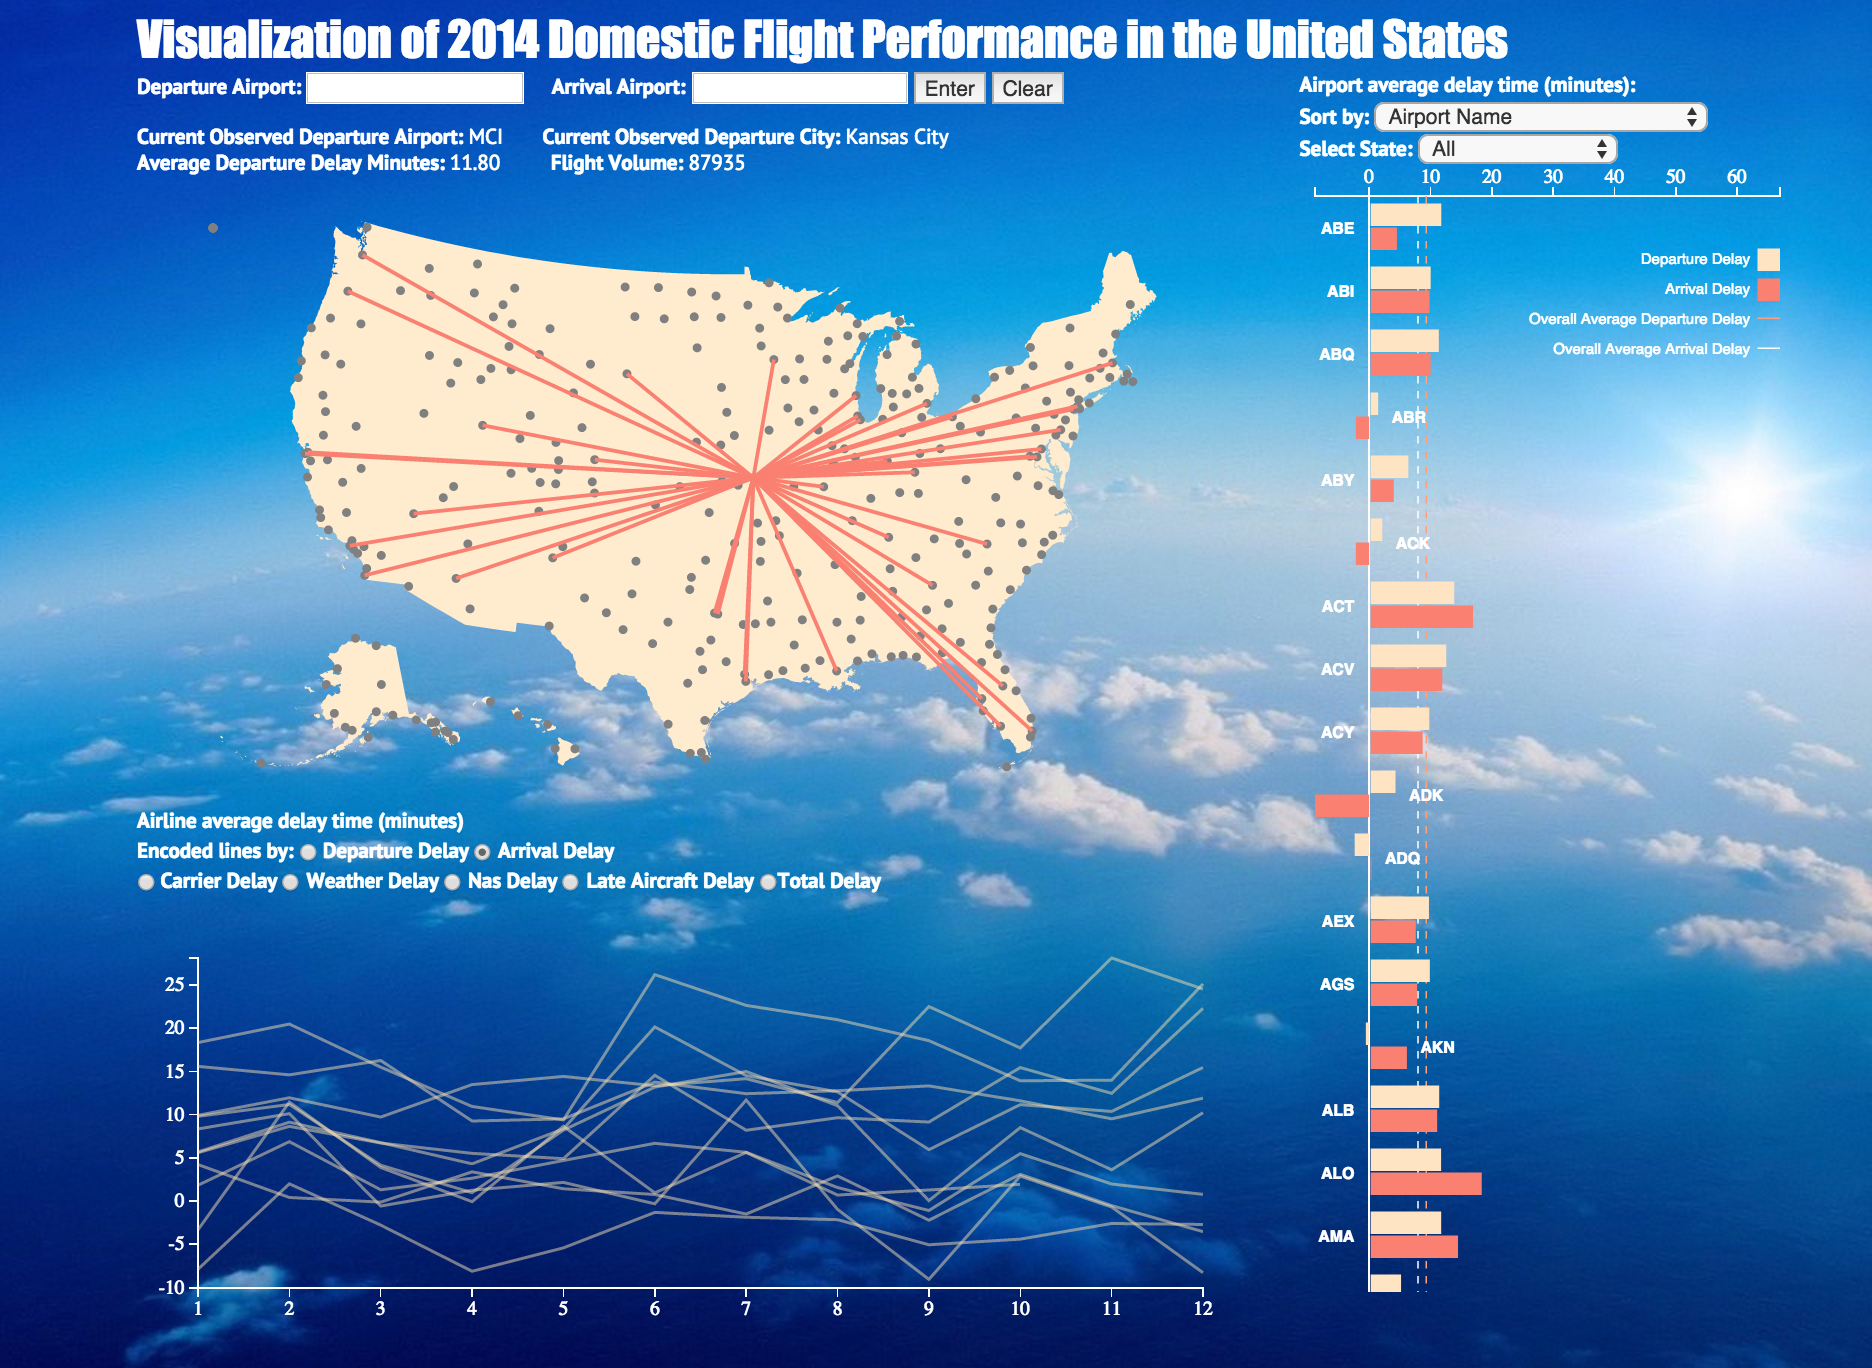 Visualization of 2014 Domestic Flight Performance in the United States
Departure Airport: Arrival Airport: Enter Clear
Current Observed Departure Airport: MCI Current Observed Departure City: Kansas City
Average Departure Delay Minutes: 11.80 Flight Volume: 87935
Airport average delay time (minutes):
Sort by: Airport Name
Select State: All
0 10 20 30 40 50 60
ABE
ABI
ABQ
ABR
ABY
ACK
ACT
ACV
ACY
ADK
ADQ
AEX
AGS
AKN
ALB
ALO
AMA
Departure Delay
Arrival Delay
Overall Average Departure Delay
Overall Average Arrival Delay
Airline average delay time (minutes)
Encoded lines by: Departure Delay Arrival Delay
Carrier Delay Weather Delay Nas Delay Late Aircraft Delay Total Delay
25
20
15
10
5
0
-5
-10
1 2 3 4 5 6 7 8 9 10 11 12